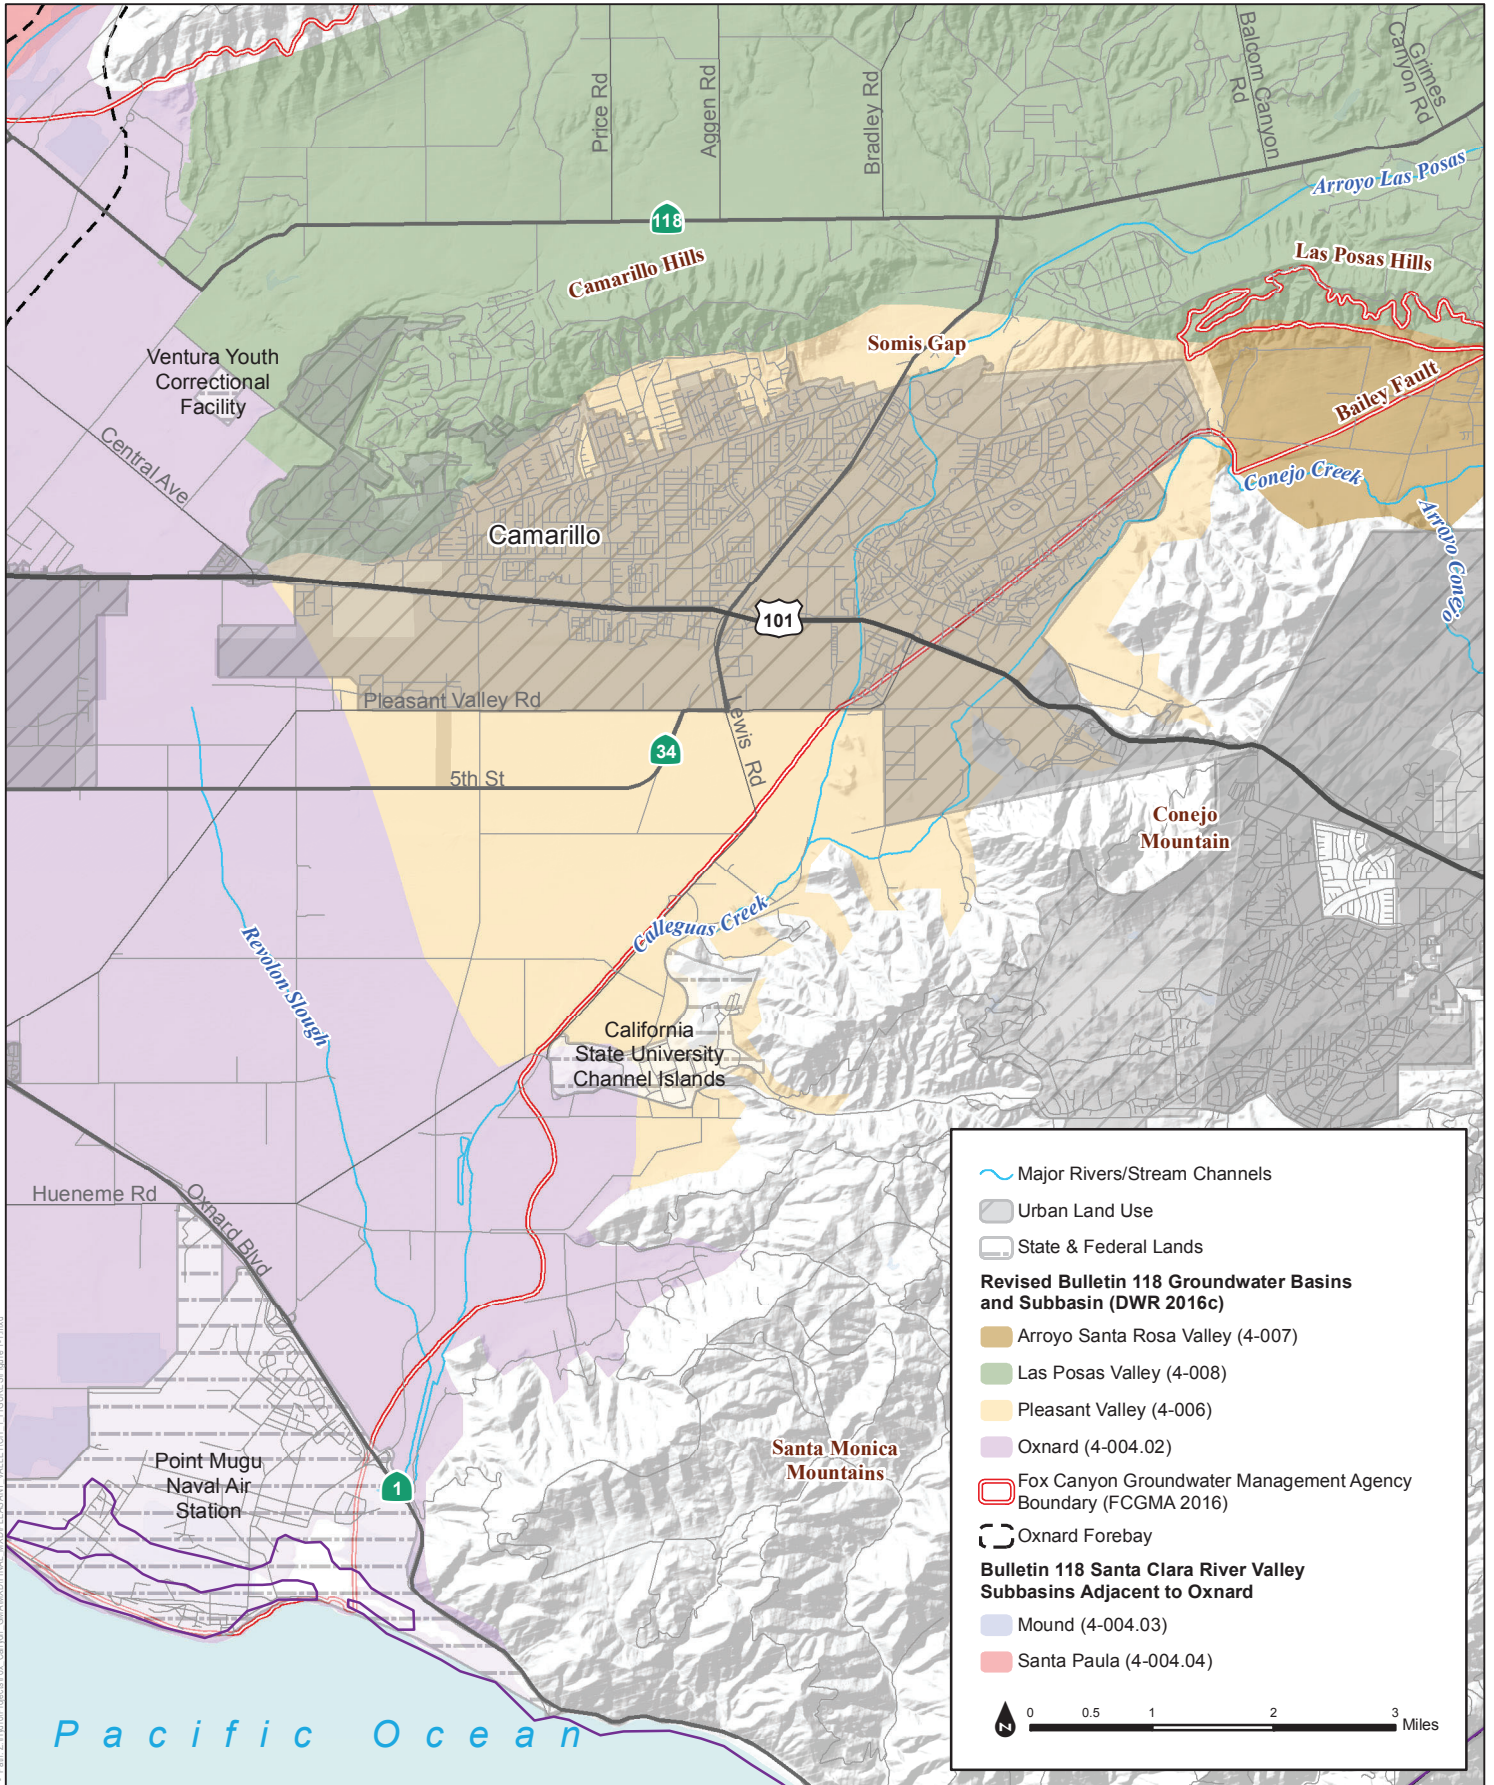 Price Rd
Aggen Rd
Bradley Rd
Balcom Canyon
Rd
Grimes
Canyon Rd
Arroyo Las Posas
118
Camarillo Hills
Las Posas Hills
Somis Gap
Ventura Youth
Correctional
Facility
Bailey Fault
Central Ave
Conejo Creek
Arroyo Conejo
Camarillo
101
Pleasant Valley Rd
Lewis Rd
34
5th St
Conejo
Mountain
Calleguas Creek
Revolon Slough
California
State University
Channel Islands
Hueneme Rd
Oxnard Blvd
Point Mugu
Naval Air
Station
1
Santa Monica
Mountains
Pacific Ocean
Major Rivers/Stream Channels
Urban Land Use
State & Federal Lands
Revised Bulletin 118 Groundwater Basins
and Subbasin (DWR 2016c)
Arroyo Santa Rosa Valley (4-007)
Las Posas Valley (4-008)
Pleasant Valley (4-006)
Oxnard (4-004.02)
Fox Canyon Groundwater Management Agency
Boundary (FCGMA 2016)
Oxnard Forebay
Bulletin 118 Santa Clara River Valley
Subbasins Adjacent to Oxnard
Mound (4-004.03)
Santa Paula (4-004.04)
N
0 0.5 1 2 3
Miles